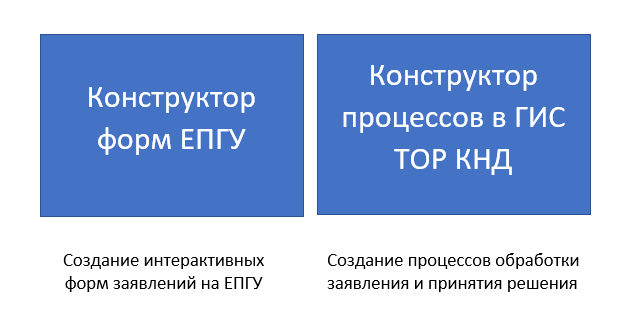 Конструктор
форм ЕПГУ
Конструктор
процессов в ГИС
ТОР КНД
Создание интерактивных
форм заявлений на ЕПГУ
Создание процессов обработки
заявления и принятия решения